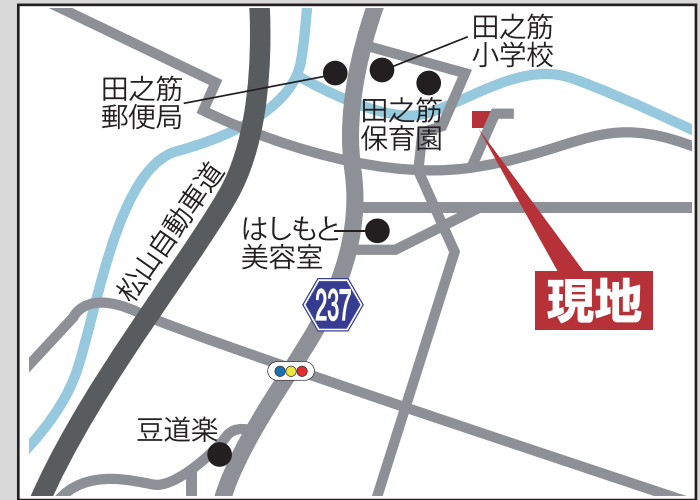 田之筋
小学校
田之筋
郵便局
田之筋
保育園
松山自動車道
はしもと
美容室
237
現地
豆道楽